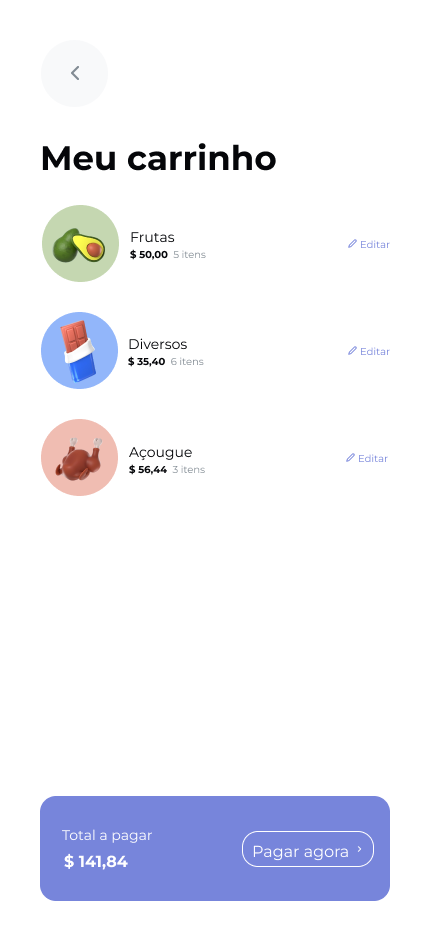 Meu carrinho
Frutas
$ 50,00 5 itens
Editar
Diversos
$ 35,40 6 itens
Editar
Açougue
$ 56,44 3 itens
Editar
Total a pagar
$ 141,84
Pagar agora